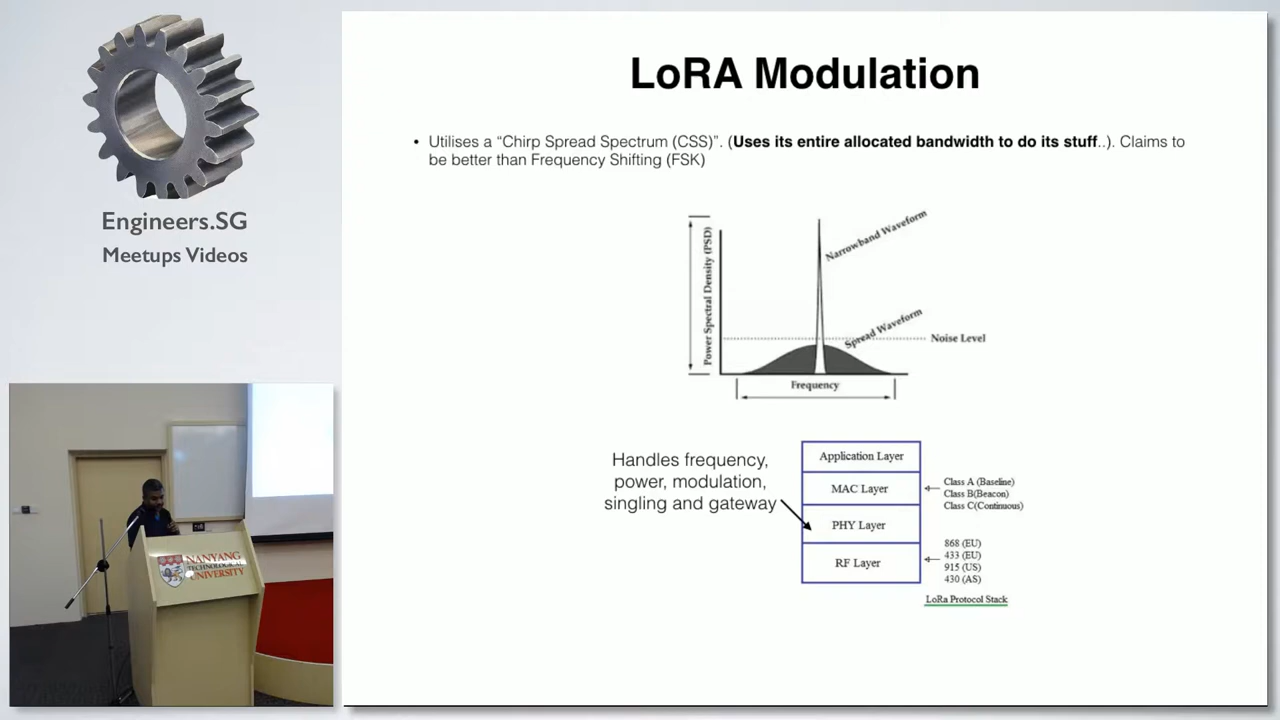 Engineers.SG
Meetups Videos
NANYANG
TECHNOLOGICAL
UNIVERSITY
LoRA Modulation
• Utilises a “Chirp Spread Spectrum (CSS)”. (Uses its entire allocated bandwidth to do its stuff..). Claims to
be better than Frequency Shifting (FSK)
Power Spectral Density (PSD)
Narrowband Waveform
Spread Waveform
Noise Level
Frequency
Handles frequency,
power, modulation,
singling and gateway
Application Layer
MAC Layer
PHY Layer
RF Layer
Class A (Baseline)
Class B(Beacon)
Class C(Continuous)
868 (EU)
433 (EU)
915 (US)
430 (AS)
LoRa Protocol Stack